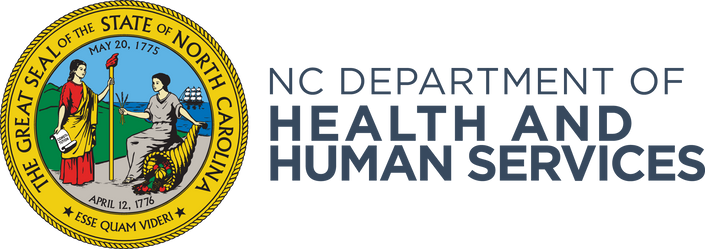 THE GREAT SEAL OF THE STATE OF NORTH CAROLINA
MAY 20, 1775
APRIL 12, 1776
★ ESSE QUAM VIDERI ★
NC DEPARTMENT OF
HEALTH AND
HUMAN SERVICES